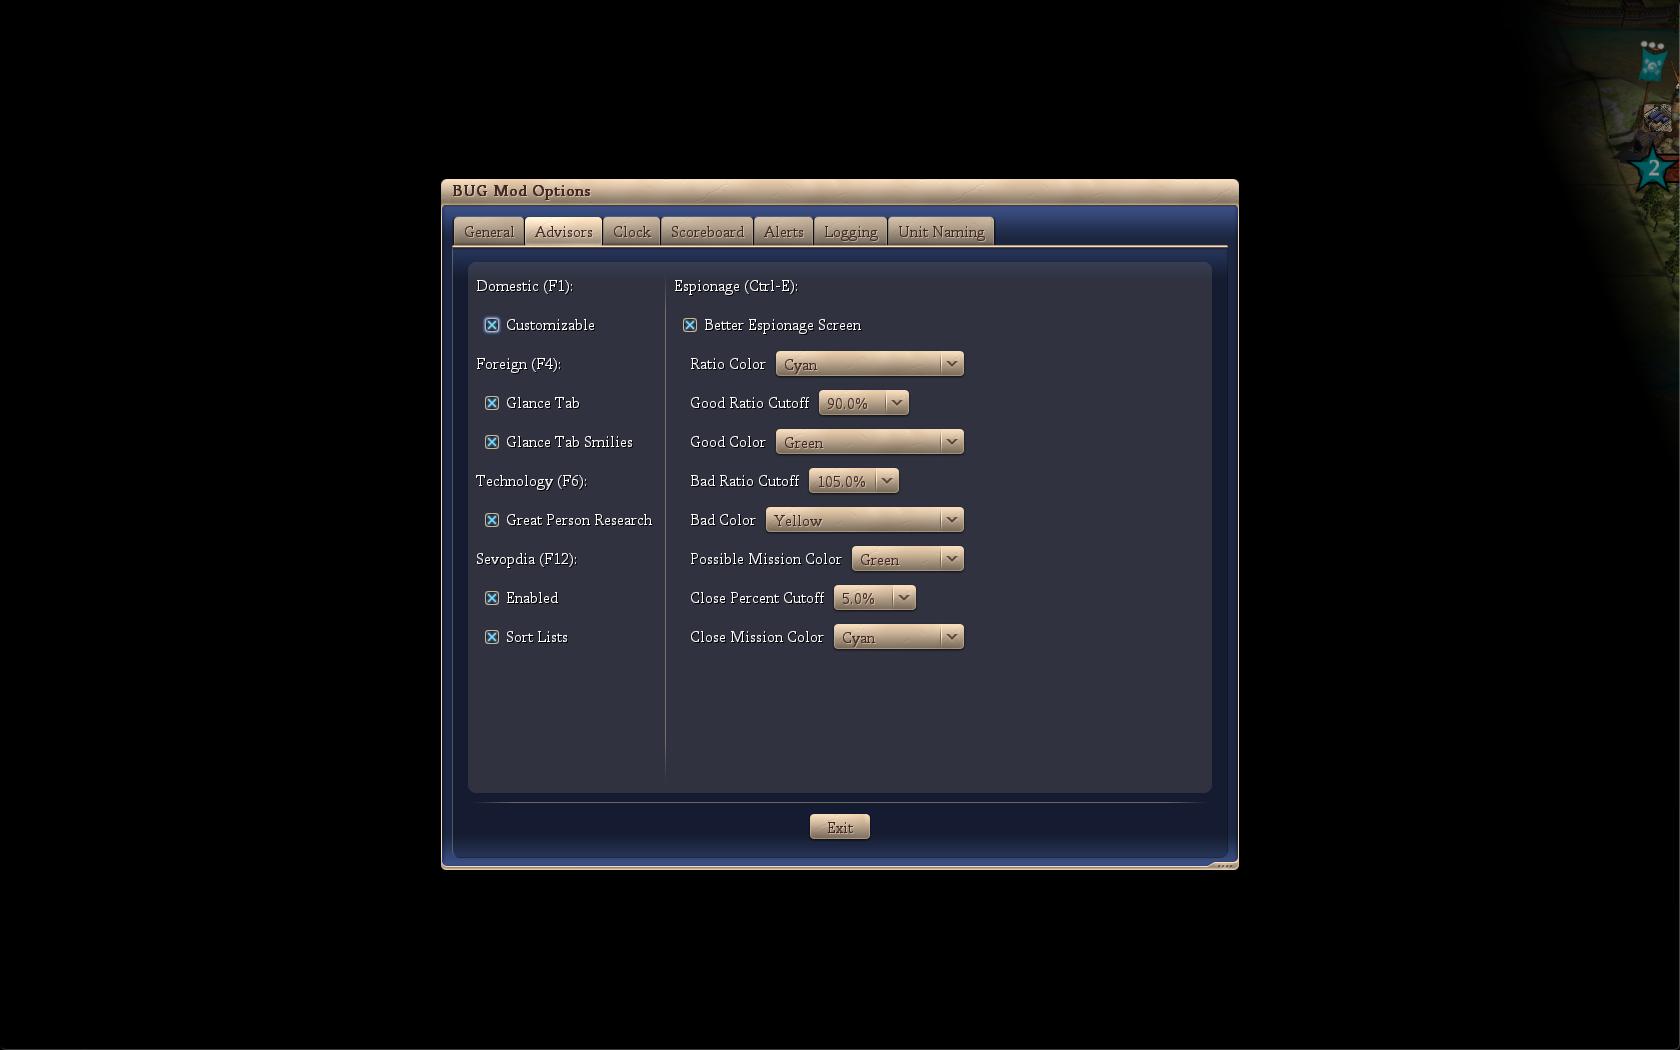 BUG Mod Options
General Advisors Clock Scoreboard Alerts Logging Unit Naming
Domestic (F1):
Customizable
Foreign (F4):
Glance Tab
Glance Tab Smilies
Technology (F6):
Great Person Research
Sevopdia (F12):
Enabled
Sort Lists
Espionage (Ctrl-E):
Better Espionage Screen
Ratio Color Cyan
Good Ratio Cutoff 90.0%
Good Color Green
Bad Ratio Cutoff 105.0%
Bad Color Yellow
Possible Mission Color Green
Close Percent Cutoff 5.0%
Close Mission Color Cyan
Exit
2